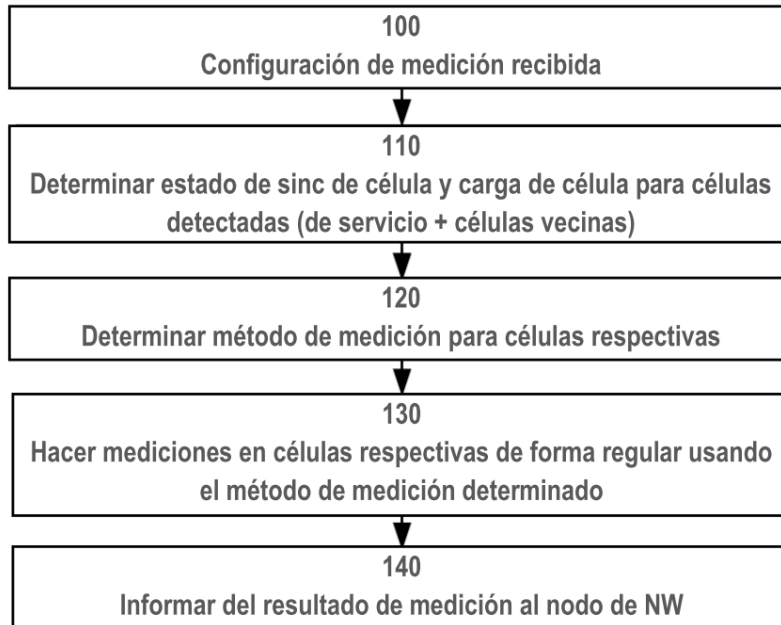 100
Configuración de medición recibida
110
Determinar estado de sinc de célula y carga de célula para células
detectadas (de servicio + células vecinas)
120
Determinar método de medición para células respectivas
130
Hacer mediciones en células respectivas de forma regular usando
el método de medición determinado
140
Informar del resultado de medición al nodo de NW